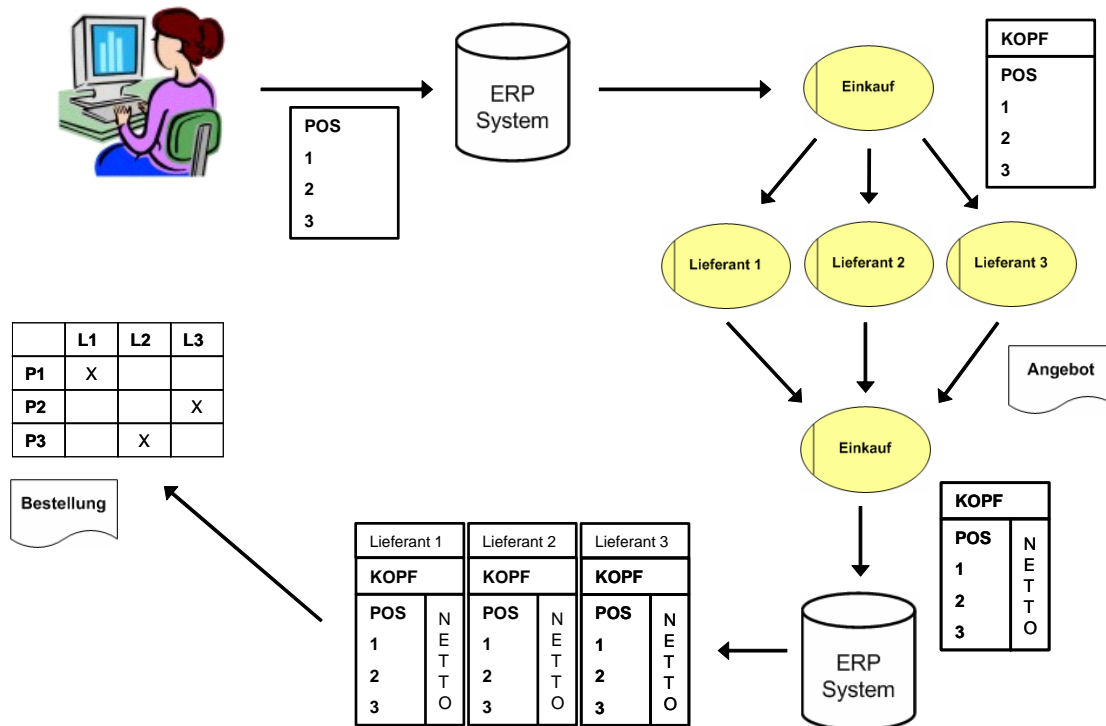 ERP
System
POS
1
2
3
Einkauf
KOPF
POS
1
2
3
Lieferant 1
Lieferant 2
Lieferant 3
Angebot
Einkauf
KOPF
POS
1
2
3
NETTO
ERP
System
Lieferant 1
KOPF
POS
1
2
3
NETTO
Lieferant 2
KOPF
POS
1
2
3
NETTO
Lieferant 3
KOPF
POS
1
2
3
NETTO
L1 L2 L3
P1 X
P2 X
P3 X
Bestellung